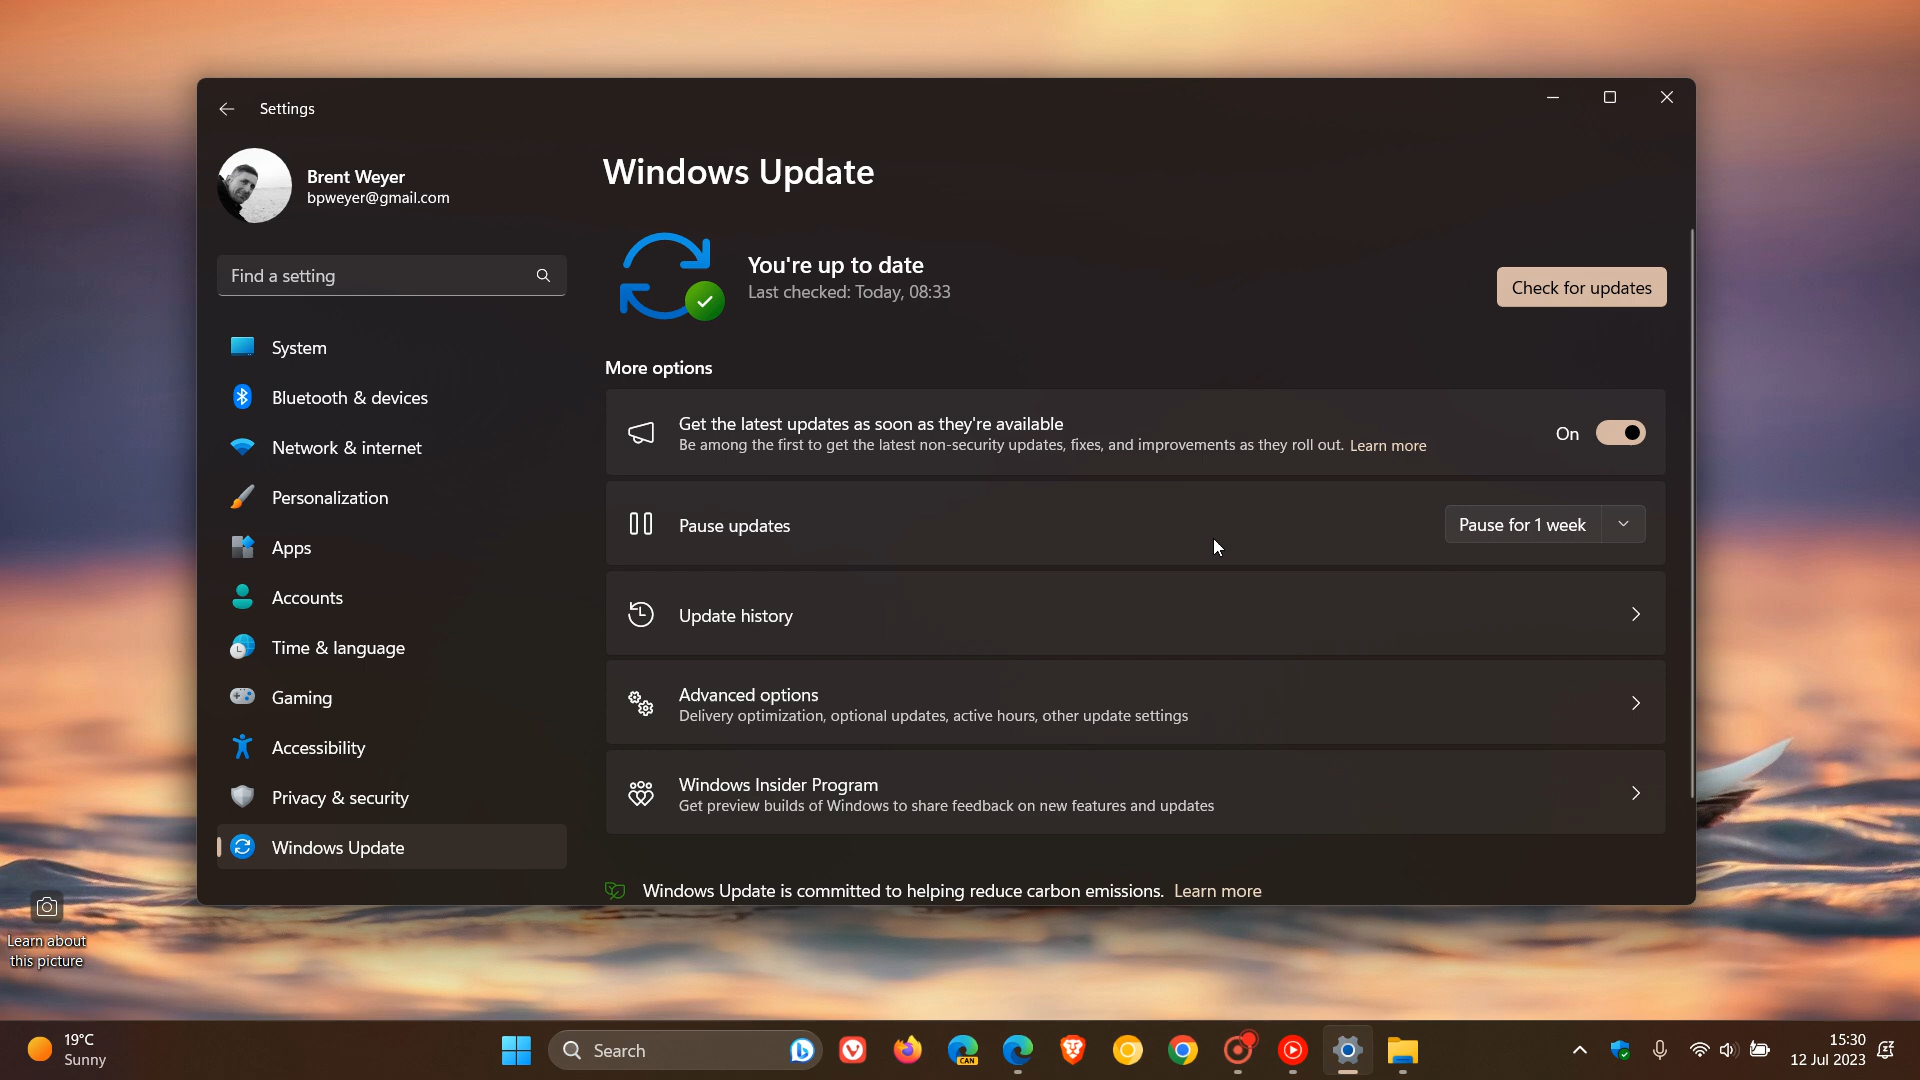 Settings
Brent Weyer
bpweyer@gmail.com
Find a setting
System
Bluetooth & devices
Network & internet
Personalization
Apps
Accounts
Time & language
Gaming
Accessibility
Privacy & security
Windows Update
Windows Update
You're up to date
Last checked: Today, 08:33
Check for updates
More options
Get the latest updates as soon as they're available
Be among the first to get the latest non-security updates, fixes, and improvements as they roll out. Learn more
On
Pause updates
Pause for 1 week
Update history
Advanced options
Delivery optimization, optional updates, active hours, other update settings
Windows Insider Program
Get preview builds of Windows to share feedback on new features and updates
Windows Update is committed to helping reduce carbon emissions. Learn more
Learn about
this picture
19°C
Sunny
Search
CAN
15:30
12 Jul 2023